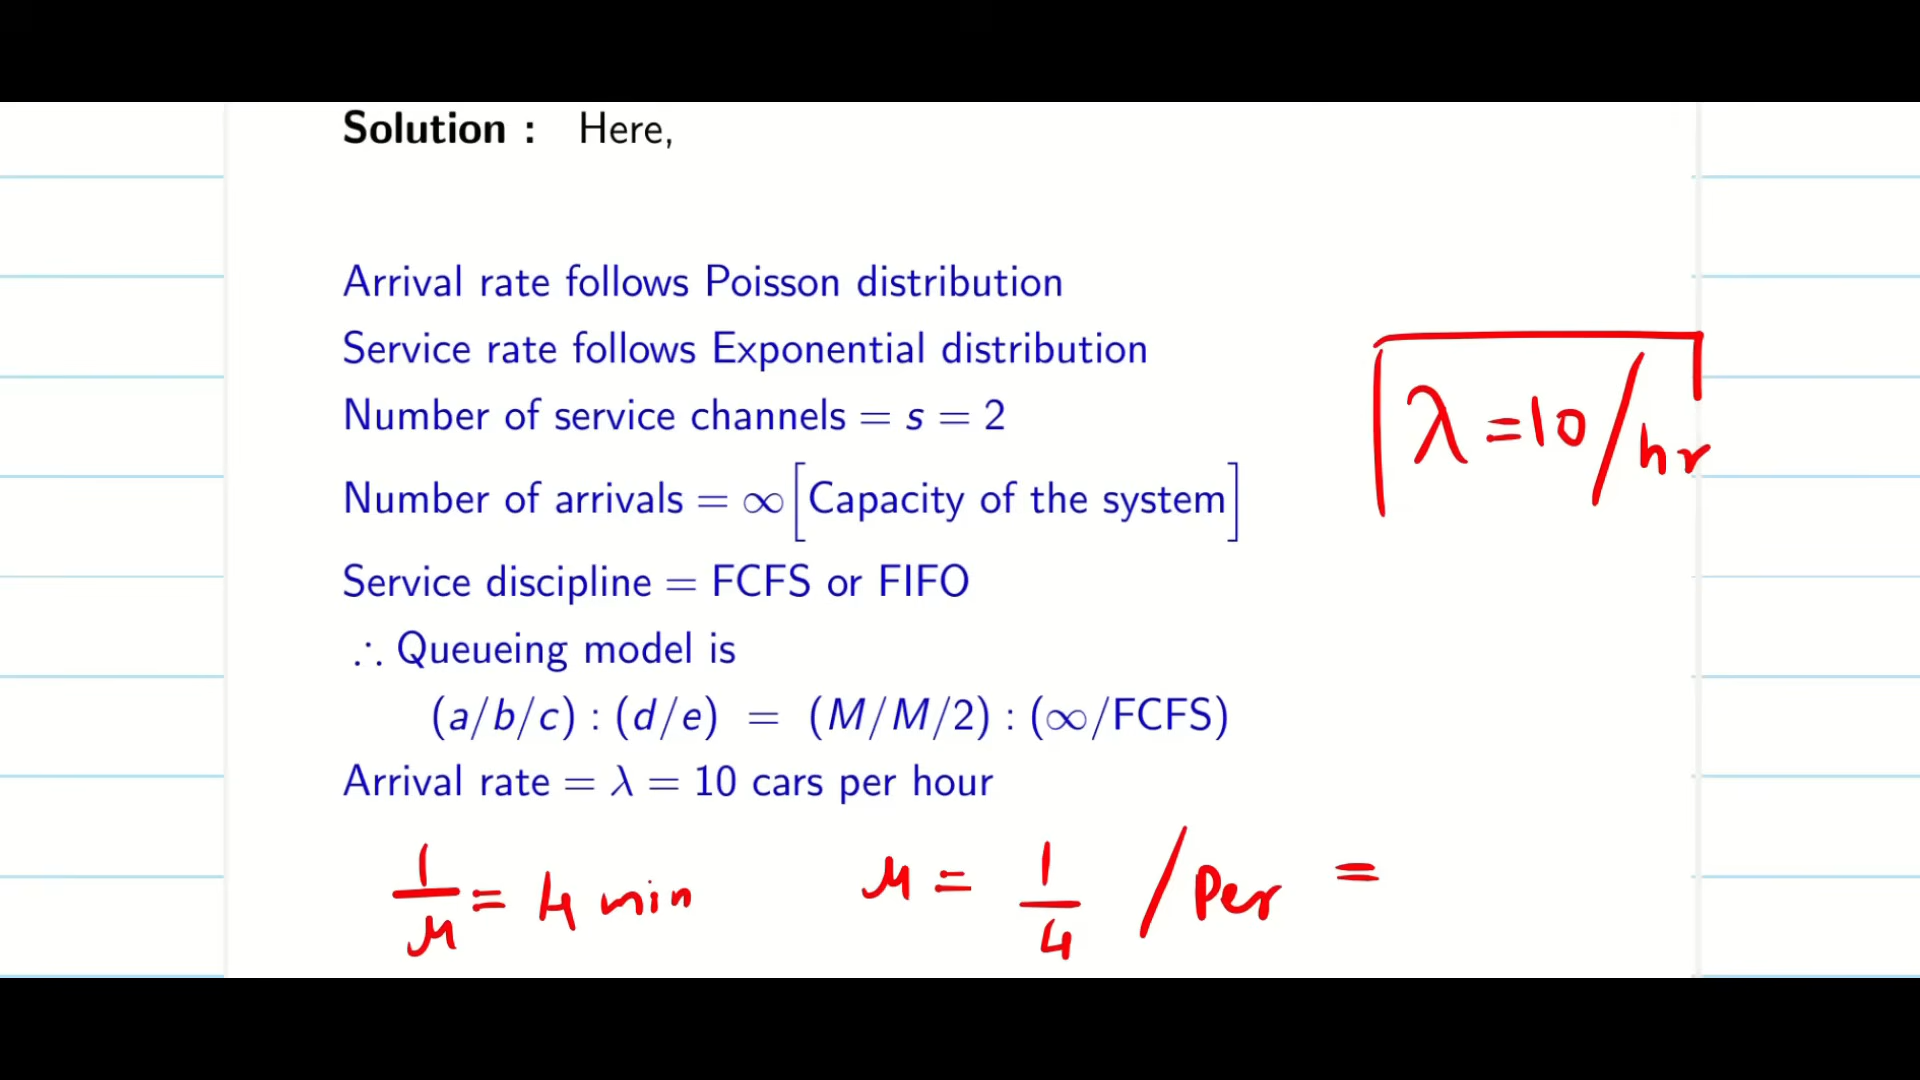 Solution : Here,
Arrival rate follows Poisson distribution
Service rate follows Exponential distribution
Number of service channels = s = 2
λ = 10/hr
Number of arrivals = ∞[Capacity of the system]
Service discipline = FCFS or FIFO
∴ Queueing model is
(a/b/c) : (d/e) = (M/M/2) : (∞/FCFS)
Arrival rate = λ = 10 cars per hour
1/μ = 4 min μ = 1/4 /Per =